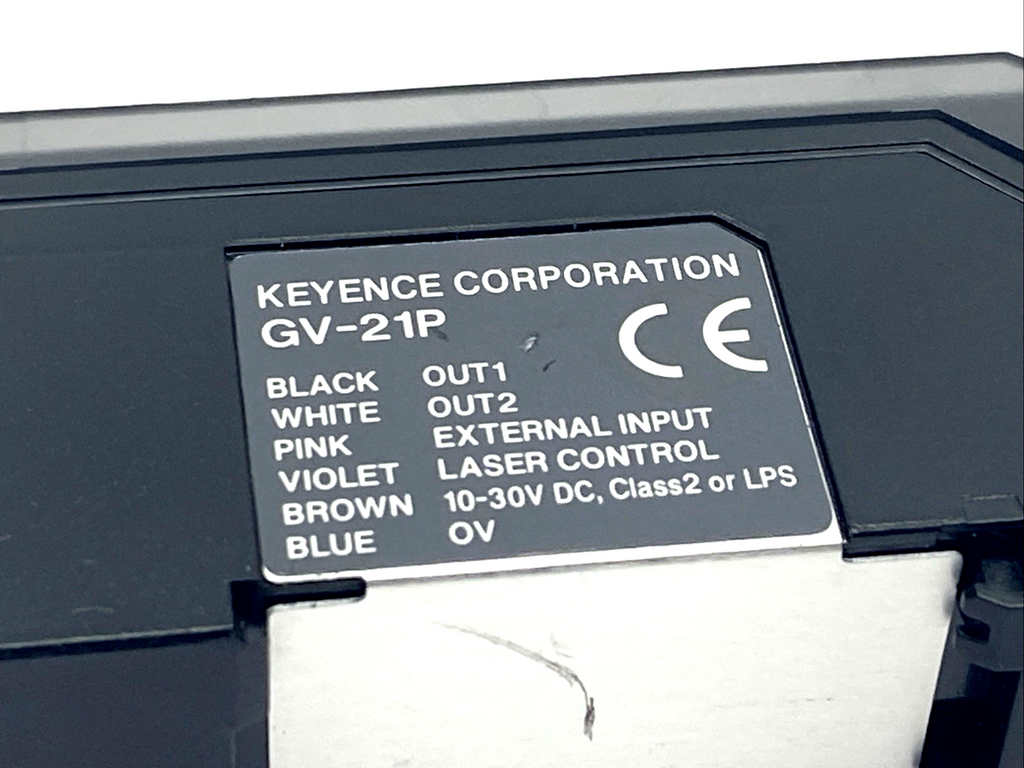 KEYENCE CORPORATION
GV-21P
CE
BLACK OUT1
WHITE OUT2
PINK EXTERNAL INPUT
VIOLET LASER CONTROL
BROWN 10-30V DC, Class2 or LPS
BLUE 0V